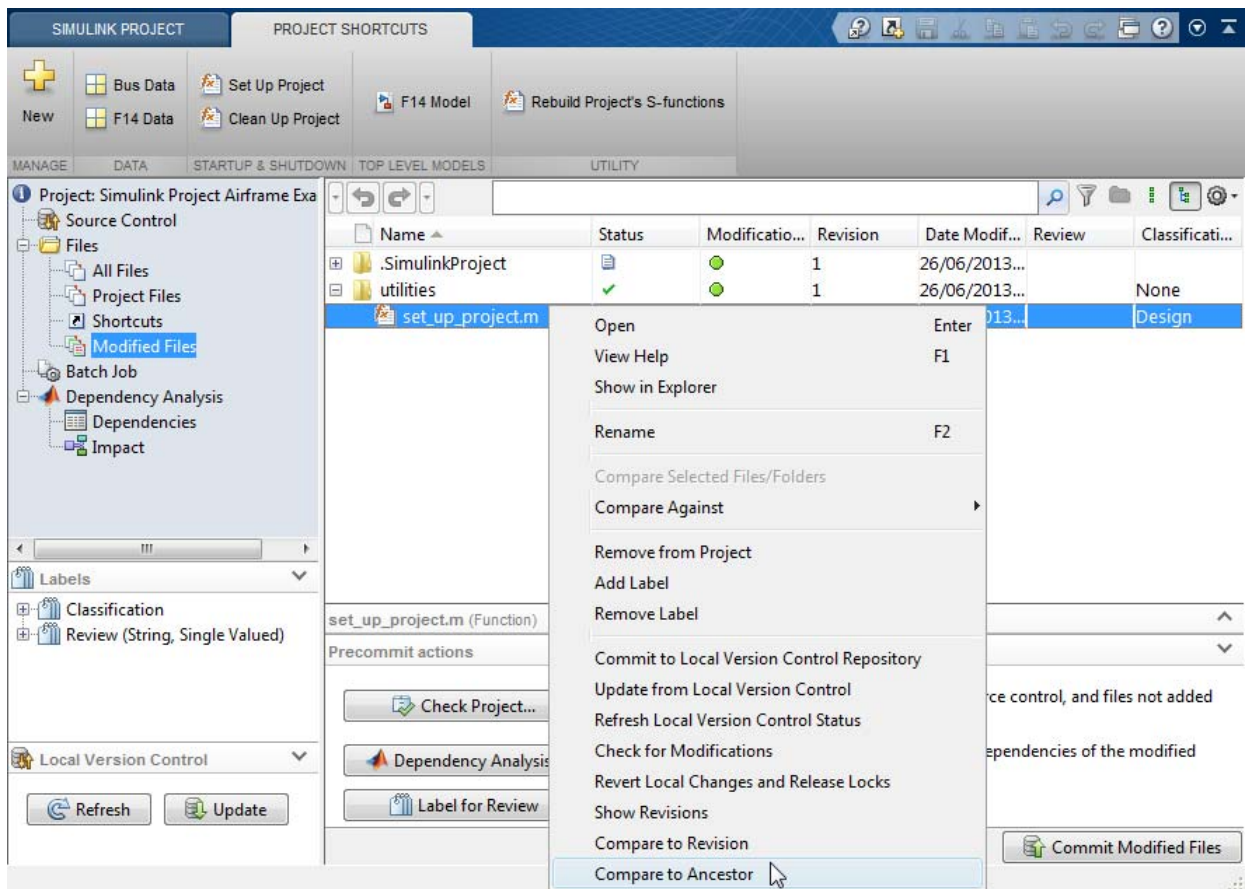 SIMULINK PROJECT
PROJECT SHORTCUTS
New
Bus Data
F14 Data
Set Up Project
Clean Up Project
F14 Model
Rebuild Project's S-functions
MANAGE
DATA
STARTUP & SHUTDOWN
TOP LEVEL MODELS
UTILITY
Project: Simulink Project Airframe Exa
Source Control
Files
All Files
Project Files
Shortcuts
Modified Files
Batch Job
Dependency Analysis
Dependencies
Impact
Labels
Classification
Review (String, Single Valued)
Local Version Control
Refresh
Update
Name Status Modificatio... Revision Date Modif... Review Classificati...
.SimulinkProject 1 26/06/2013...
utilities 1 26/06/2013... None
set_up_project.m 013... Design
Open Enter
View Help F1
Show in Explorer
Rename F2
Compare Selected Files/Folders
Compare Against
Remove from Project
Add Label
Remove Label
Commit to Local Version Control Repository
Update from Local Version Control
Refresh Local Version Control Status
Check for Modifications
Revert Local Changes and Release Locks
Show Revisions
Compare to Revision
Compare to Ancestor
set_up_project.m (Function)
Precommit actions
Check Project...
rce control, and files not added
Dependency Analysis
ependencies of the modified
Label for Review
Commit Modified Files